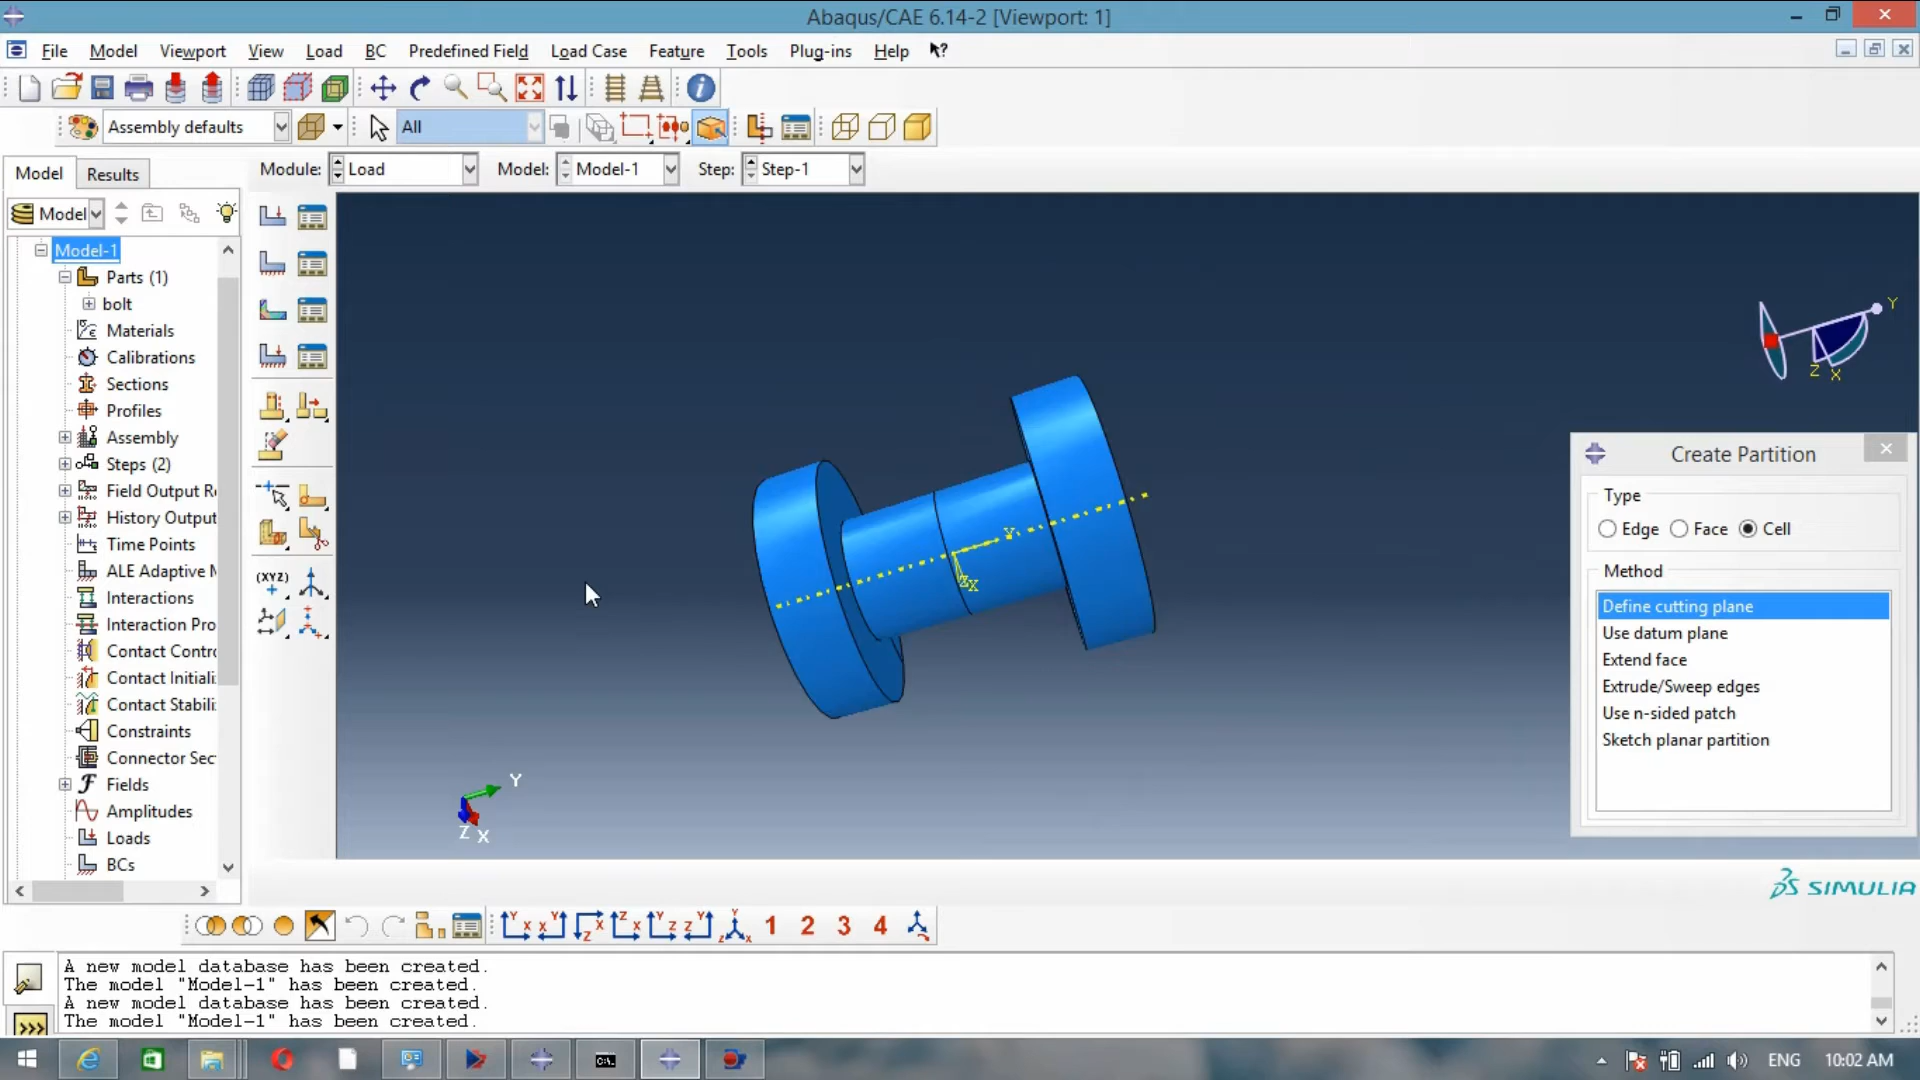 Abaqus/CAE 6.14-2 [Viewport: 1]
File Model Viewport View Load BC Predefined Field Load Case Feature Tools Plug-ins Help
Assembly defaults All
Model Results Module: Load Model: Model-1 Step: Step-1
Model
Model-1
Parts (1)
bolt
Materials
Calibrations
Sections
Profiles
Assembly
Steps (2)
Field Output R
History Output
Time Points
ALE Adaptive M
Interactions
Interaction Pro
Contact Contro
Contact Initiali
Contact Stabili
Constraints
Connector Sec
Fields
Amplitudes
Loads
BCs
(XYZ)
Y
Z X
Y
Z X
Y
Z X
Create Partition
Type
Edge Face Cell
Method
Define cutting plane
Use datum plane
Extend face
Extrude/Sweep edges
Use n-sided patch
Sketch planar partition
SIMULIA
1 2 3 4
A new model database has been created.
The model "Model-1" has been created.
A new model database has been created.
The model "Model-1" has been created.
>>>
ENG 10:02 AM